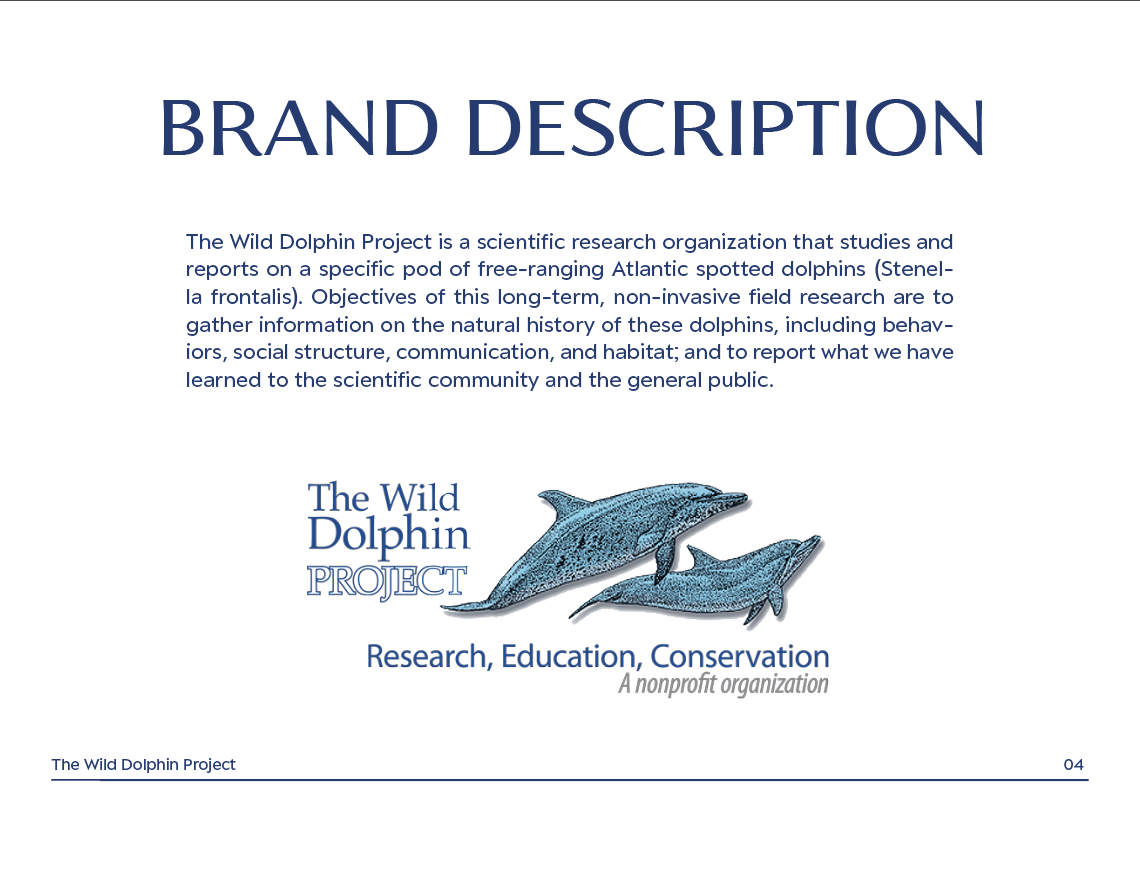 BRAND DESCRIPTION
The Wild Dolphin Project is a scientific research organization that studies and
reports on a specific pod of free-ranging Atlantic spotted dolphins (Stenel-
la frontalis). Objectives of this long-term, non-invasive field research are to
gather information on the natural history of these dolphins, including behav-
iors, social structure, communication, and habitat; and to report what we have
learned to the scientific community and the general public.
The Wild
Dolphin
PROJECT
Research, Education, Conservation
A nonprofit organization
The Wild Dolphin Project 04